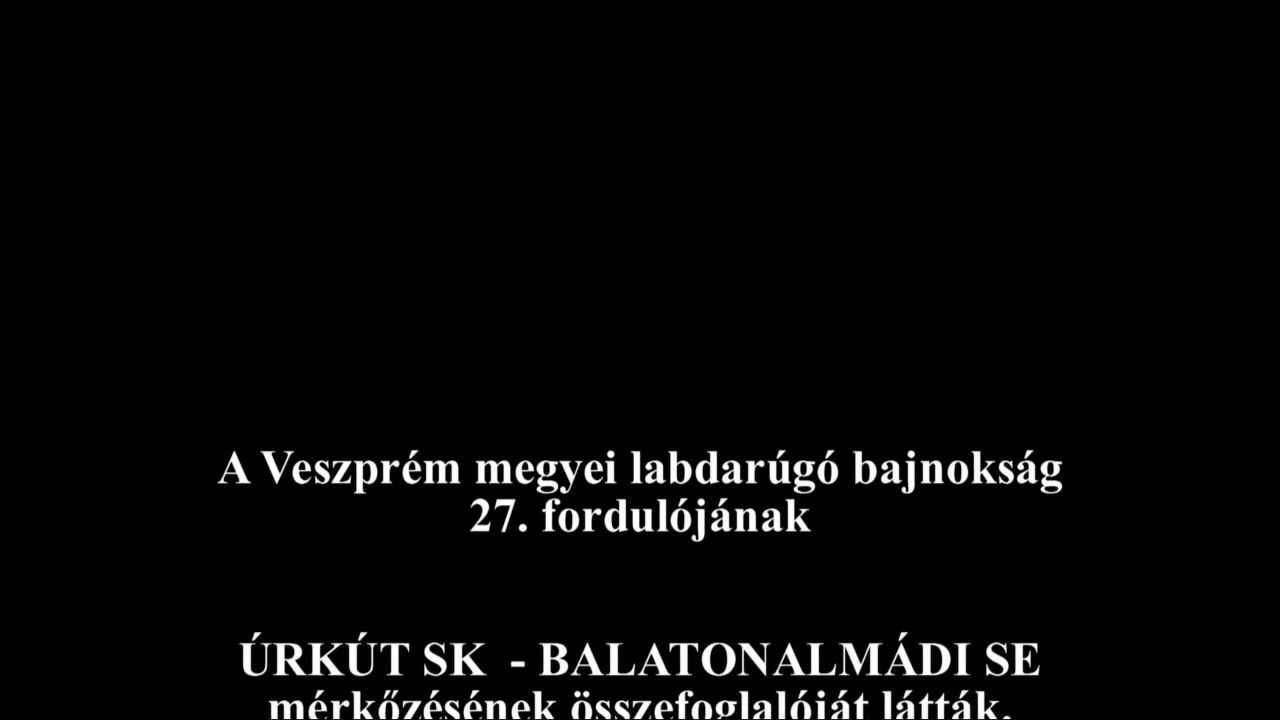 A Veszprém megyei labdarúgó bajnokság
27. fordulójának
ÚRKÚT SK - BALATONALMÁDI SE
mérkőzésének összefoglalóját látták.